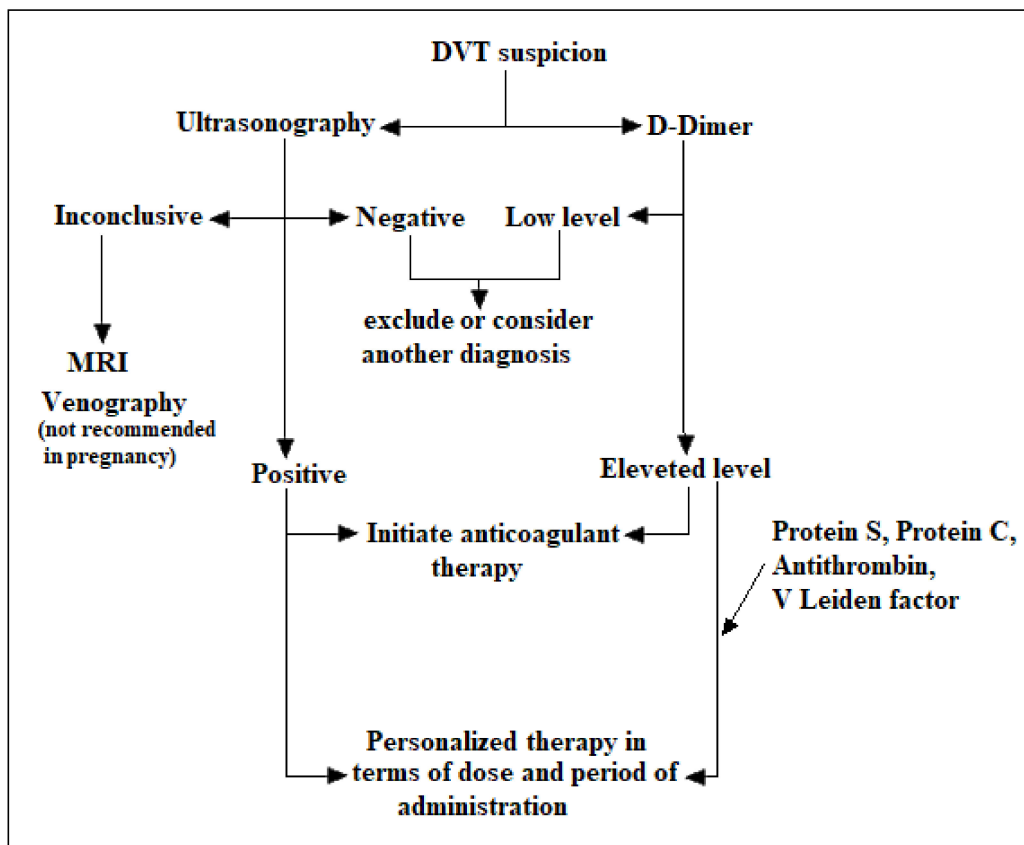 DVT suspicion
Ultrasonography
D-Dimer
Inconclusive
Negative
Low level
exclude or consider
another diagnosis
MRI
Venography
(not recommended
in pregnancy)
Positive
Eleveted level
Initiate anticoagulant
therapy
Protein S, Protein C,
Antithrombin,
V Leiden factor
Personalized therapy in
terms of dose and period of
administration